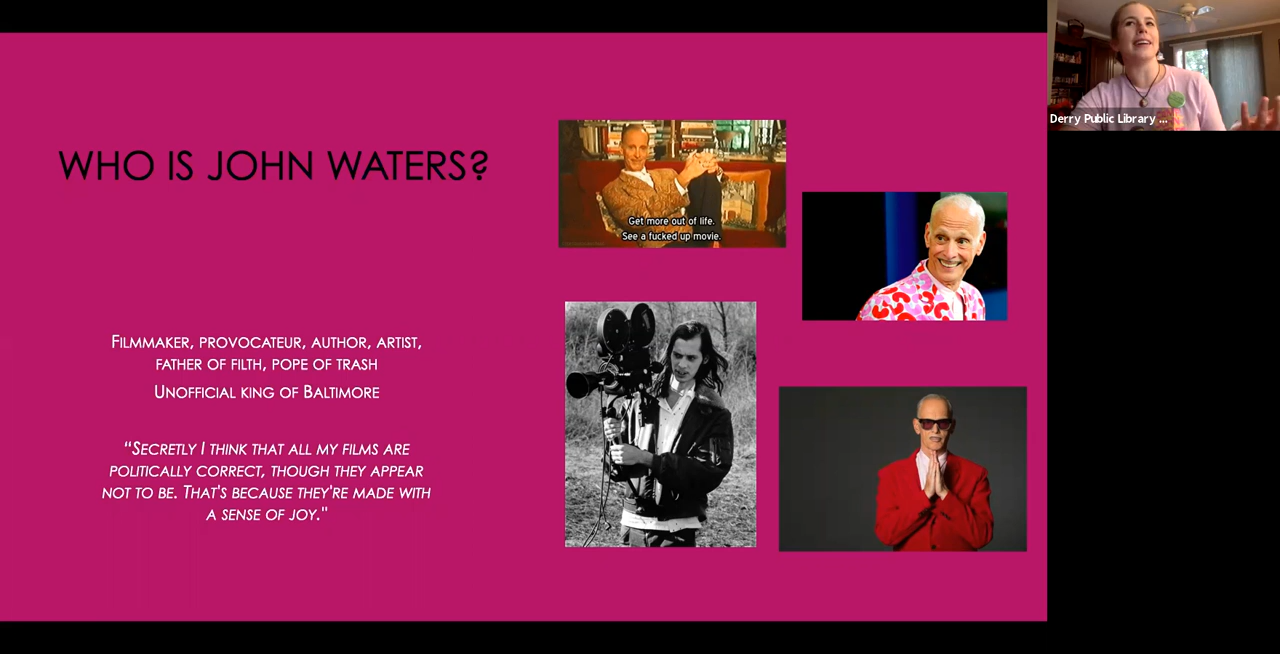 WHO IS JOHN WATERS?
FILMMAKER, PROVOCATEUR, AUTHOR, ARTIST,
FATHER OF FILTH, POPE OF TRASH
UNOFFICIAL KING OF BALTIMORE
“SECRETLY I THINK THAT ALL MY FILMS ARE
POLITICALLY CORRECT, THOUGH THEY APPEAR
NOT TO BE. THAT'S BECAUSE THEY'RE MADE WITH
A SENSE OF JOY."
Get more out of life.
See a fucked up movie.
Derry Public Library ...